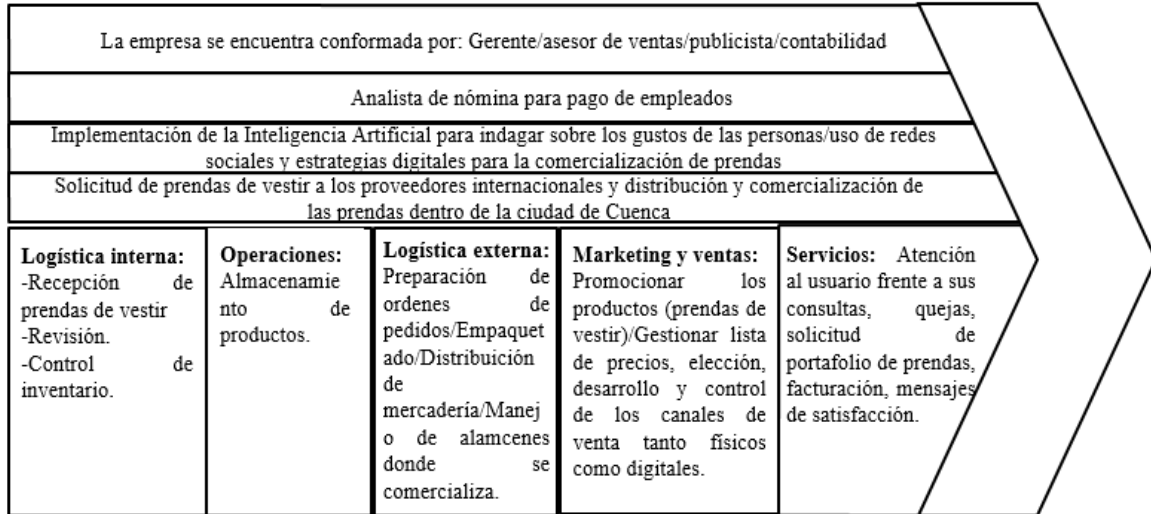 La empresa se encuentra conformada por: Gerente/asesor de ventas/publicista/contabilidad
Analista de nómina para pago de empleados
Implementación de la Inteligencia Artificial para indagar sobre los gustos de las personas/uso de redes
sociales y estrategias digitales para la comercialización de prendas
Solicitud de prendas de vestir a los proveedores internacionales y distribución y comercialización de
las prendas dentro de la ciudad de Cuenca
Logística interna:
-Recepción de
prendas de vestir
-Revisión.
-Control de
inventario.
Operaciones:
Almacenamie
nto de
productos.
Logística externa:
Preparación de
ordenes de
pedidos/Empaquet
ado/Distribuición
de
mercadería/Manej
o de alamcenes
donde se
comercializa.
Marketing y ventas:
Promocionar los
productos (prendas de
vestir)/Gestionar lista
de precios, elección,
desarrollo y control
de los canales de
venta tanto físicos
como digitales.
Servicios: Atención
al usuario frente a sus
consultas, quejas,
solicitud de
portafolio de prendas,
facturación, mensajes
de satisfacción.